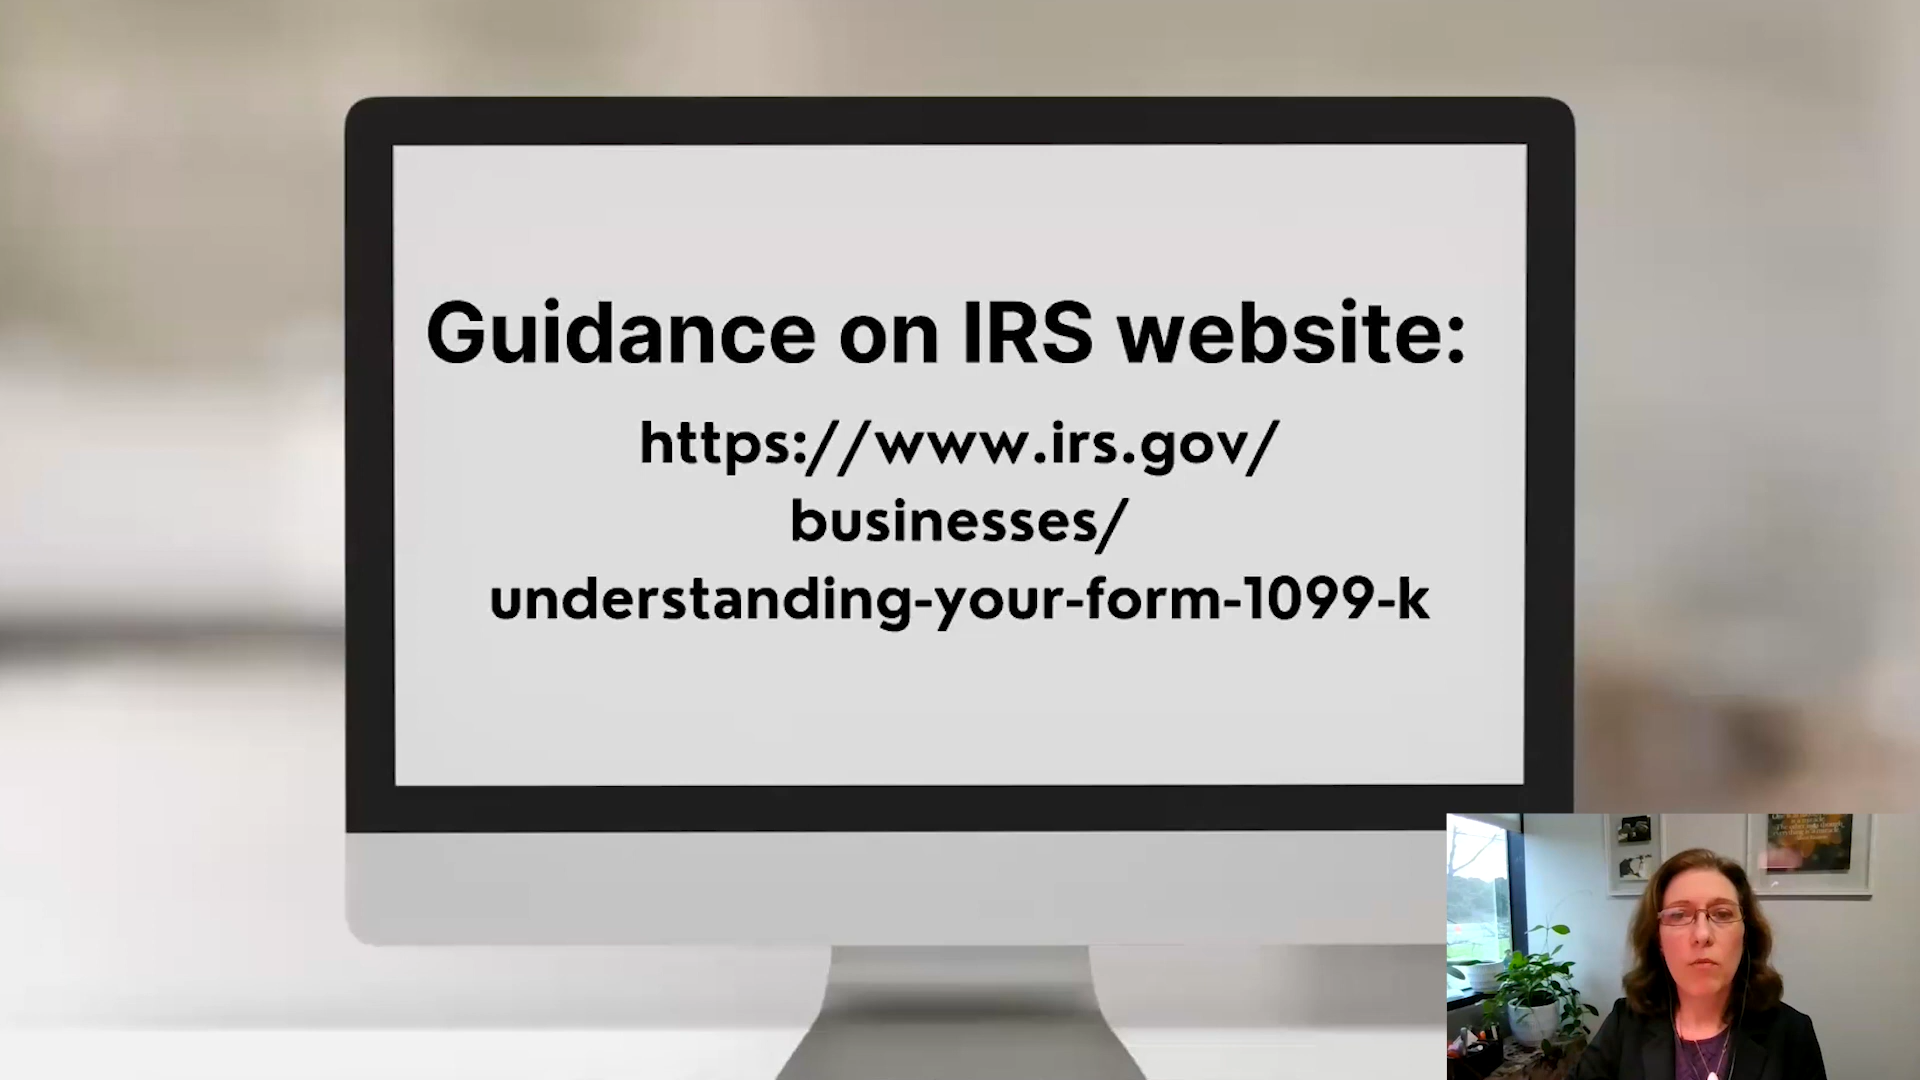 Guidance on IRS website:
https://www.irs.gov/
businesses/
understanding-your-form-1099-k